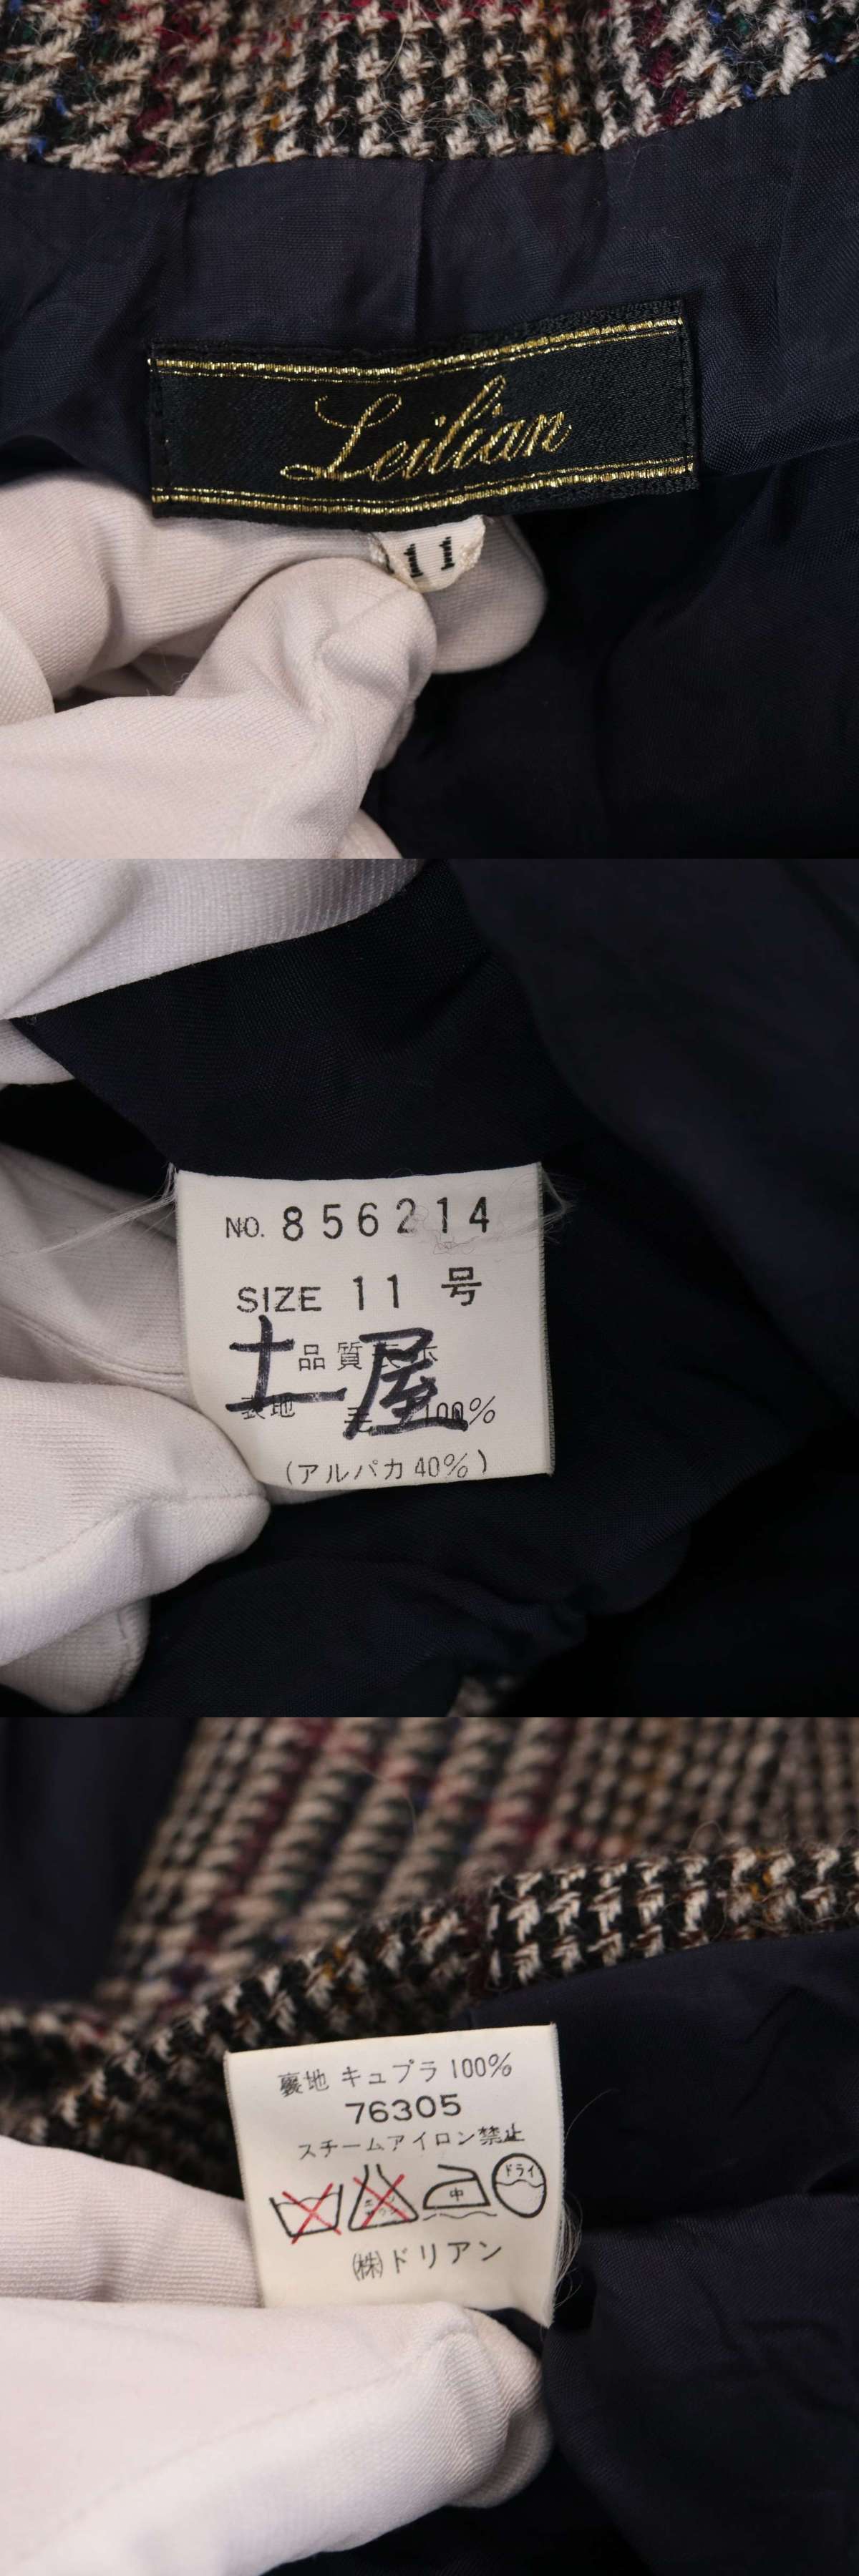 Leilian
11
NO. 856214
SIZE 11 号
土屋
品質表示
表地 毛 100%
(アルパカ 40%)
裏地 キュプラ 100%
76305
スチームアイロン禁止
中
ドライ
㈱ドリアン